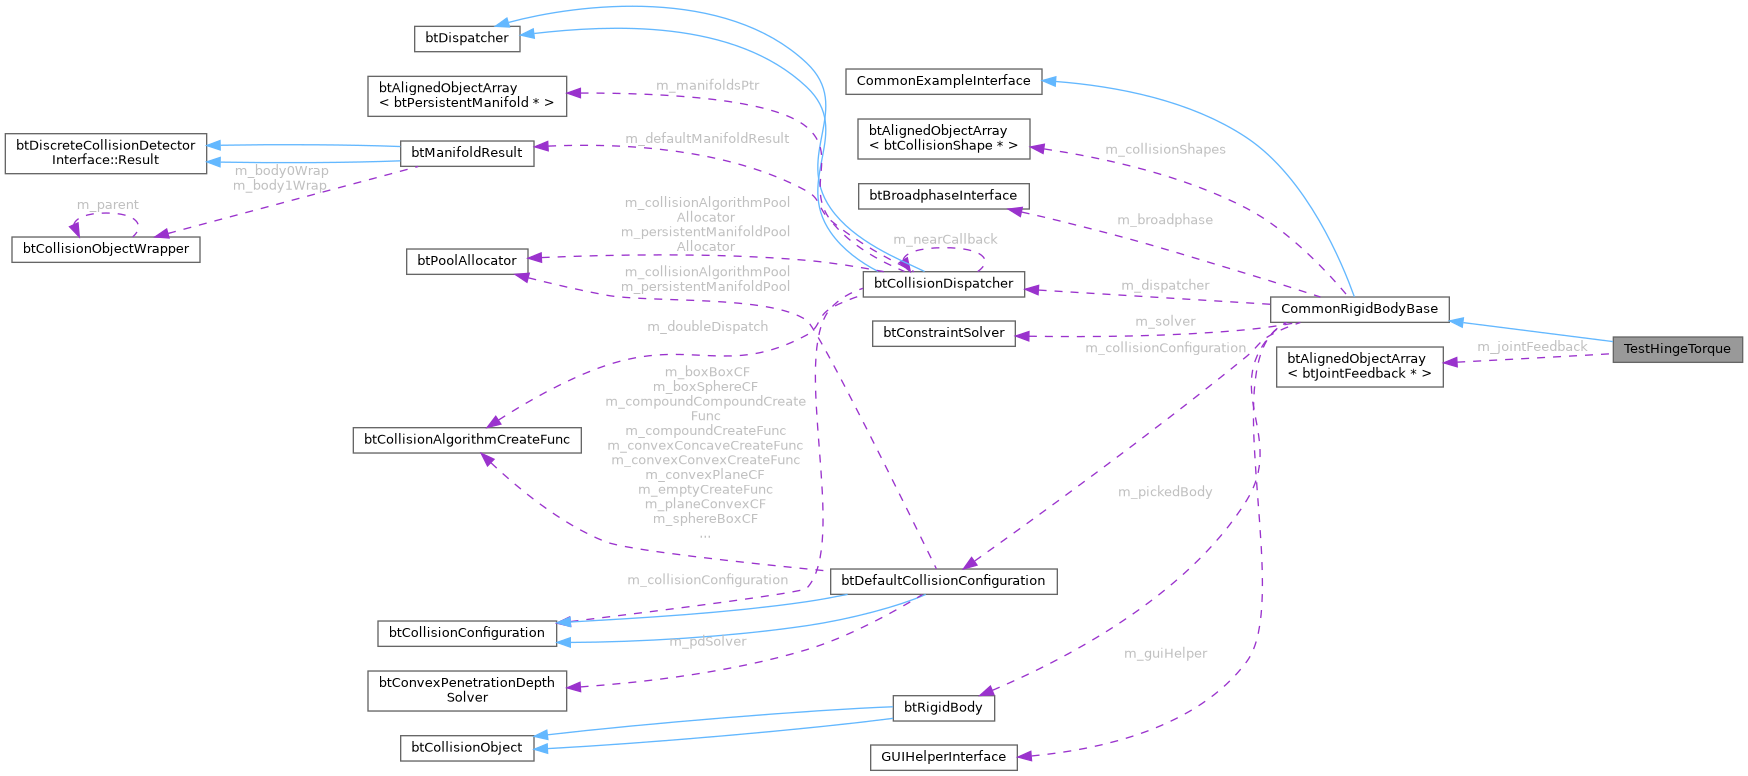 btDispatcher
btAlignedObjectArray
< btPersistentManifold * >
m_manifoldsPtr
CommonExampleInterface
btAlignedObjectArray
< btCollisionShape * >
m_collisionShapes
btDiscreteCollisionDetector
Interface::Result
btManifoldResult
m_defaultManifoldResult
m_body0Wrap
m_body1Wrap
m_parent
btCollisionObjectWrapper
btBroadphaseInterface
m_broadphase
m_collisionAlgorithmPool
Allocator
m_persistentManifoldPool
Allocator
btPoolAllocator
m_collisionAlgorithmPool
m_persistentManifoldPool
m_nearCallback
btCollisionDispatcher
m_dispatcher
CommonRigidBodyBase
m_doubleDispatch
btConstraintSolver
m_solver
m_collisionConfiguration
btAlignedObjectArray
< btJointFeedback * >
m_jointFeedback
TestHingeTorque
m_boxBoxCF
m_boxSphereCF
m_compoundCompoundCreate
Func
m_compoundCreateFunc
m_convexConcaveCreateFunc
m_convexConvexCreateFunc
m_convexPlaneCF
m_emptyCreateFunc
m_planeConvexCF
m_sphereBoxCF
...
btCollisionAlgorithmCreateFunc
m_pickedBody
m_collisionConfiguration
btDefaultCollisionConfiguration
btCollisionConfiguration
m_pdSolver
btConvexPenetrationDepth
Solver
m_guiHelper
btRigidBody
btCollisionObject
GUIHelperInterface